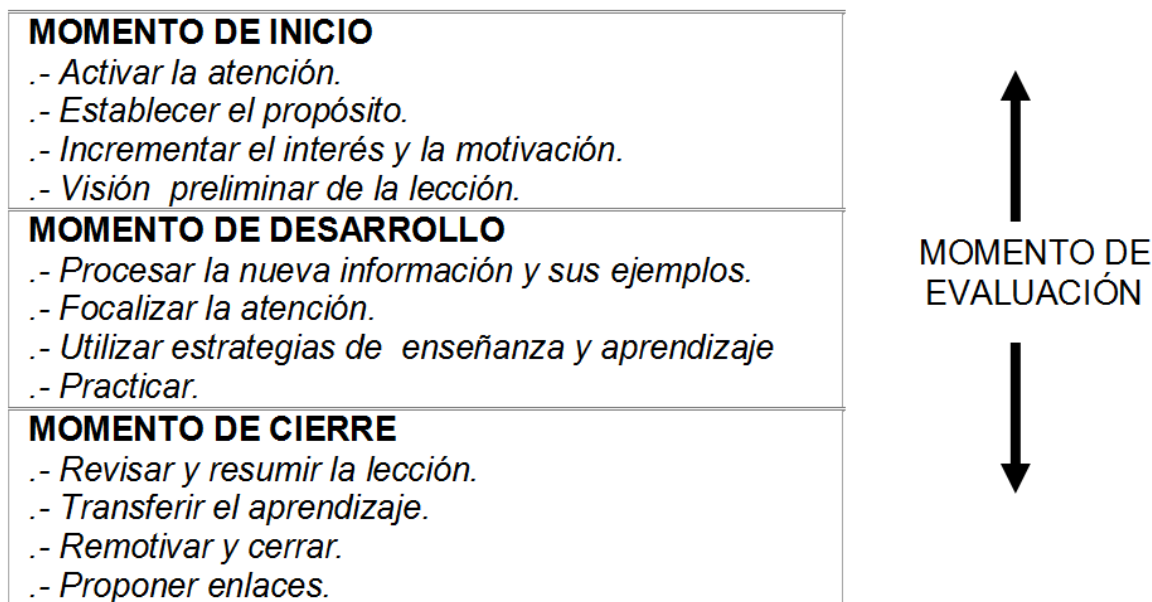 MOMENTO DE INICIO
.- Activar la atención.
.- Establecer el propósito.
.- Incrementar el interés y la motivación.
.- Visión preliminar de la lección.
MOMENTO DE DESARROLLO
.- Procesar la nueva información y sus ejemplos.
.- Focalizar la atención.
.- Utilizar estrategias de enseñanza y aprendizaje
.- Practicar.
MOMENTO DE CIERRE
.- Revisar y resumir la lección.
.- Transferir el aprendizaje.
.- Remotivar y cerrar.
.- Proponer enlaces.
MOMENTO DE
EVALUACIÓN